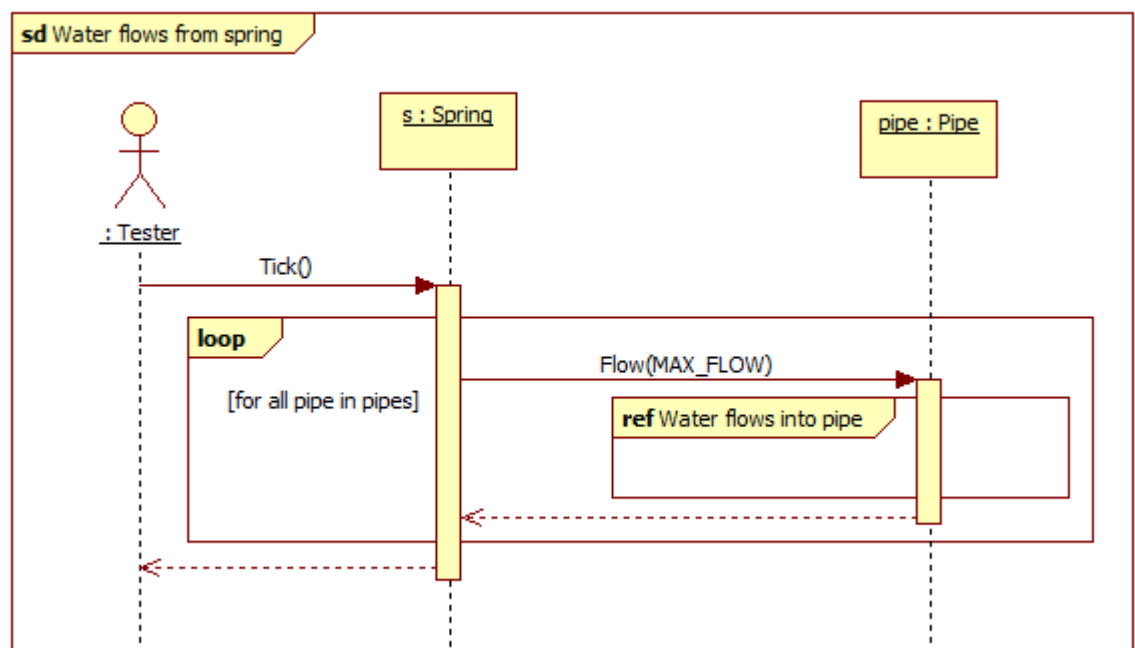 sd Water flows from spring
s : Spring
pipe : Pipe
: Tester
Tick()
loop
Flow(MAX_FLOW)
[for all pipe in pipes]
ref Water flows into pipe